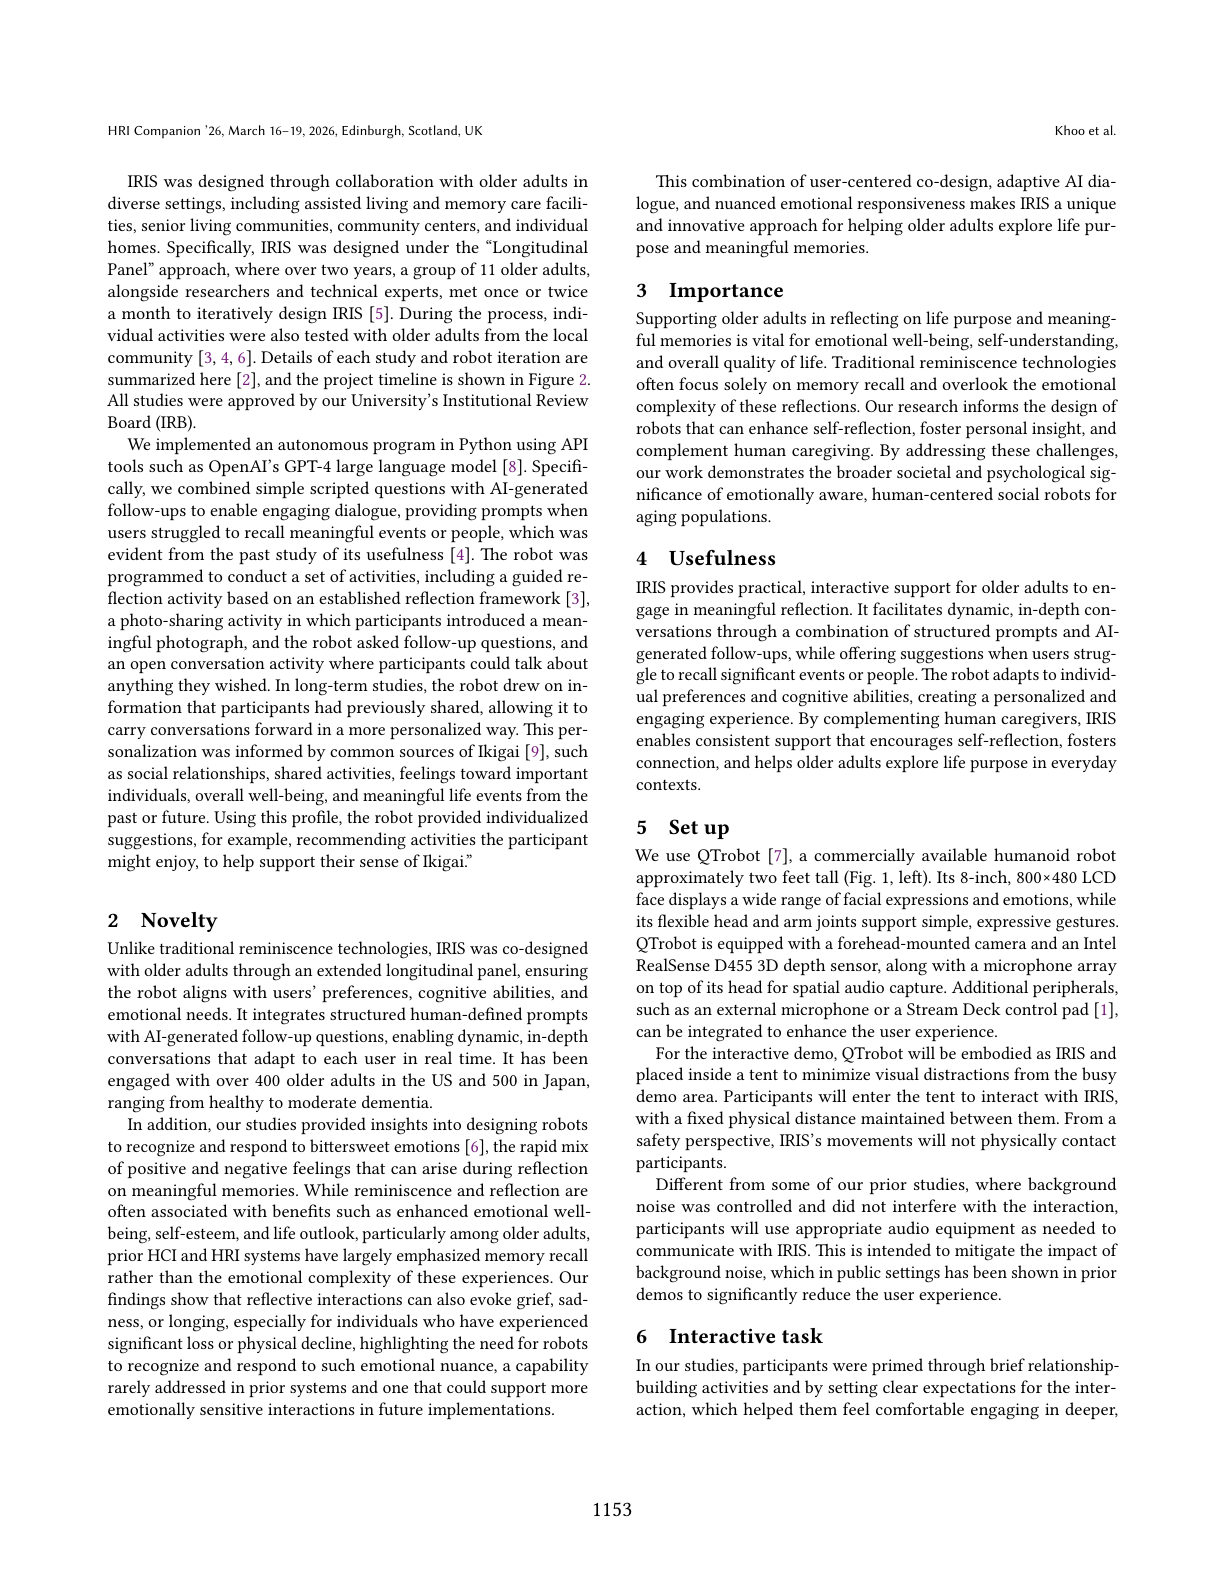 HRI Companion '26, March 16–19, 2026, Edinburgh, Scotland, UK
Khoo et al.
IRIS was designed through collaboration with older adults in
diverse settings, including assisted living and memory care facili-
ties, senior living communities, community centers, and individual
homes. Specifically, IRIS was designed under the “Longitudinal
Panel” approach, where over two years, a group of 11 older adults,
alongside researchers and technical experts, met once or twice
a month to iteratively design IRIS [5]. During the process, indi-
vidual activities were also tested with older adults from the local
community [3, 4, 6]. Details of each study and robot iteration are
summarized here [2], and the project timeline is shown in Figure 2.
All studies were approved by our University's Institutional Review
Board (IRB).
We implemented an autonomous program in Python using API
tools such as OpenAI's GPT-4 large language model [8]. Specifi-
cally, we combined simple scripted questions with AI-generated
follow-ups to enable engaging dialogue, providing prompts when
users struggled to recall meaningful events or people, which was
evident from the past study of its usefulness [4]. The robot was
programmed to conduct a set of activities, including a guided re-
flection activity based on an established reflection framework [3],
a photo-sharing activity in which participants introduced a mean-
ingful photograph, and the robot asked follow-up questions, and
an open conversation activity where participants could talk about
anything they wished. In long-term studies, the robot drew on in-
formation that participants had previously shared, allowing it to
carry conversations forward in a more personalized way. This per-
sonalization was informed by common sources of Ikigai [9], such
as social relationships, shared activities, feelings toward important
individuals, overall well-being, and meaningful life events from the
past or future. Using this profile, the robot provided individualized
suggestions, for example, recommending activities the participant
might enjoy, to help support their sense of Ikigai.”
2 Novelty
Unlike traditional reminiscence technologies, IRIS was co-designed
with older adults through an extended longitudinal panel, ensuring
the robot aligns with users' preferences, cognitive abilities, and
emotional needs. It integrates structured human-defined prompts
with AI-generated follow-up questions, enabling dynamic, in-depth
conversations that adapt to each user in real time. It has been
engaged with over 400 older adults in the US and 500 in Japan,
ranging from healthy to moderate dementia.
In addition, our studies provided insights into designing robots
to recognize and respond to bittersweet emotions [6], the rapid mix
of positive and negative feelings that can arise during reflection
on meaningful memories. While reminiscence and reflection are
often associated with benefits such as enhanced emotional well-
being, self-esteem, and life outlook, particularly among older adults,
prior HCI and HRI systems have largely emphasized memory recall
rather than the emotional complexity of these experiences. Our
findings show that reflective interactions can also evoke grief, sad-
ness, or longing, especially for individuals who have experienced
significant loss or physical decline, highlighting the need for robots
to recognize and respond to such emotional nuance, a capability
rarely addressed in prior systems and one that could support more
emotionally sensitive interactions in future implementations.
This combination of user-centered co-design, adaptive AI dia-
logue, and nuanced emotional responsiveness makes IRIS a unique
and innovative approach for helping older adults explore life pur-
pose and meaningful memories.
3 Importance
Supporting older adults in reflecting on life purpose and meaning-
ful memories is vital for emotional well-being, self-understanding,
and overall quality of life. Traditional reminiscence technologies
often focus solely on memory recall and overlook the emotional
complexity of these reflections. Our research informs the design of
robots that can enhance self-reflection, foster personal insight, and
complement human caregiving. By addressing these challenges,
our work demonstrates the broader societal and psychological sig-
nificance of emotionally aware, human-centered social robots for
aging populations.
4 Usefulness
IRIS provides practical, interactive support for older adults to en-
gage in meaningful reflection. It facilitates dynamic, in-depth con-
versations through a combination of structured prompts and AI-
generated follow-ups, while offering suggestions when users strug-
gle to recall significant events or people. The robot adapts to individ-
ual preferences and cognitive abilities, creating a personalized and
engaging experience. By complementing human caregivers, IRIS
enables consistent support that encourages self-reflection, fosters
connection, and helps older adults explore life purpose in everyday
contexts.
5 Set up
We use QTrobot [7], a commercially available humanoid robot
approximately two feet tall (Fig. 1, left). Its 8-inch, 800×480 LCD
face displays a wide range of facial expressions and emotions, while
its flexible head and arm joints support simple, expressive gestures.
QTrobot is equipped with a forehead-mounted camera and an Intel
RealSense D455 3D depth sensor, along with a microphone array
on top of its head for spatial audio capture. Additional peripherals,
such as an external microphone or a Stream Deck control pad [1],
can be integrated to enhance the user experience.
For the interactive demo, QTrobot will be embodied as IRIS and
placed inside a tent to minimize visual distractions from the busy
demo area. Participants will enter the tent to interact with IRIS,
with a fixed physical distance maintained between them. From a
safety perspective, IRIS's movements will not physically contact
participants.
Different from some of our prior studies, where background
noise was controlled and did not interfere with the interaction,
participants will use appropriate audio equipment as needed to
communicate with IRIS. This is intended to mitigate the impact of
background noise, which in public settings has been shown in prior
demos to significantly reduce the user experience.
6 Interactive task
In our studies, participants were primed through brief relationship-
building activities and by setting clear expectations for the inter-
action, which helped them feel comfortable engaging in deeper,
1153